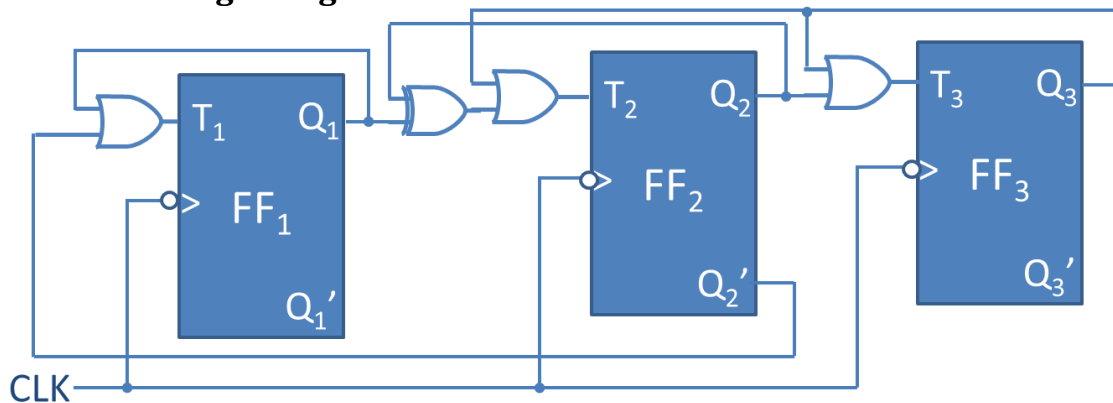 T₁ Q₁
FF₁
Q₁’
T₂ Q₂
FF₂
Q₂’
T₃ Q₃
FF₃
Q₃’
CLK